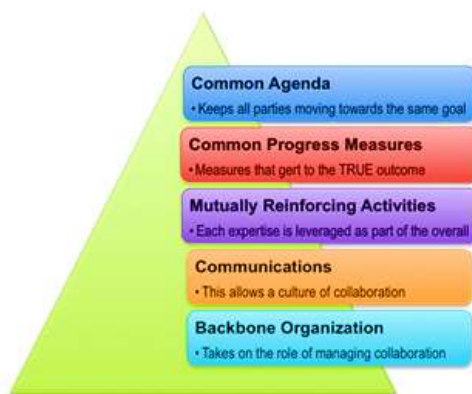 Common Agenda
• Keeps all parties moving towards the same goal
Common Progress Measures
• Measures that gert to the TRUE outcome
Mutually Reinforcing Activities
• Each expertise is leveraged as part of the overall
Communications
• This allows a culture of collaboration
Backbone Organization
• Takes on the role of managing collaboration